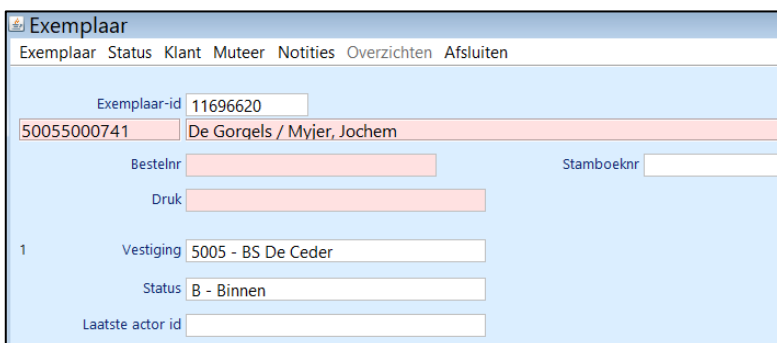 Exemplaar
Exemplaar Status Klant Muteer Notities Overzichten Afsluiten
Exemplaar-id 11696620
50055000741 De Gorgels / Myjer, Jochem
Bestelnr Stamboeknr
Druk
1 Vestiging 5005 - BS De Ceder
Status B - Binnen
Laatste actor id